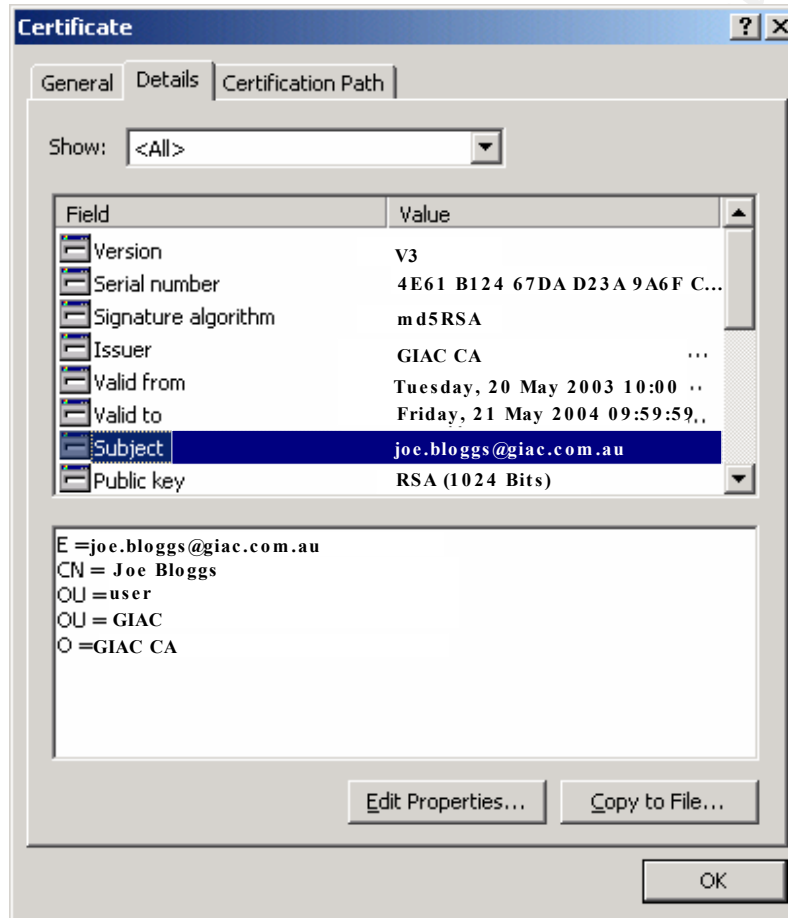 Certificate
General Details Certification Path
Show: <All>
Field Value
Version V3
Serial number 4E61 B124 67DA D23A 9A6F C...
Signature algorithm md5RSA
Issuer GIAC CA ...
Valid from Tuesday, 20 May 2003 10:00 ..
Valid to Friday, 21 May 2004 09:59:59,..
Subject joe.bloggs@giac.com.au
Public key RSA (1024 Bits)
E =joe.bloggs@giac.com.au
CN = Joe Bloggs
OU =user
OU = GIAC
O =GIAC CA
Edit Properties... Copy to File...
OK